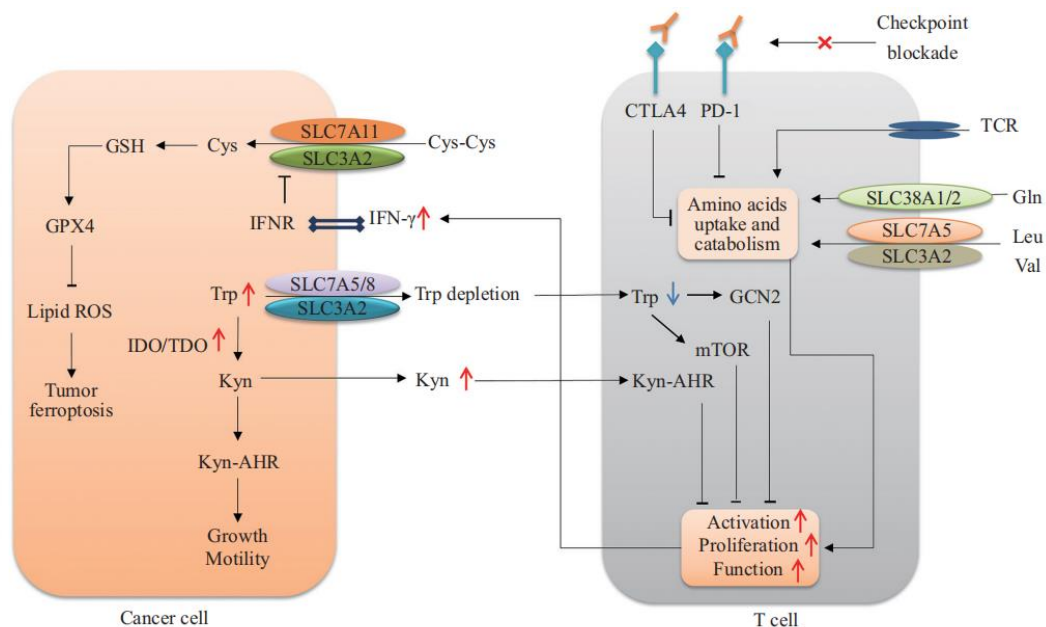 Checkpoint
blockade
CTLA4
PD-1
TCR
SLC7A11
SLC3A2
GSH
Cys
Cys-Cys
Amino acids
uptake and
catabolism
SLC38A1/2
Gln
SLC7A5
SLC3A2
Leu
Val
GPX4
IFNR
IFN-γ
Lipid ROS
Trp
SLC7A5/8
SLC3A2
Trp depletion
Trp
GCN2
IDO/TDO
mTOR
Tumor
ferroptosis
Kyn
Kyn
Kyn-AHR
Kyn-AHR
Growth
Motility
Activation
Proliferation
Function
Cancer cell
T cell